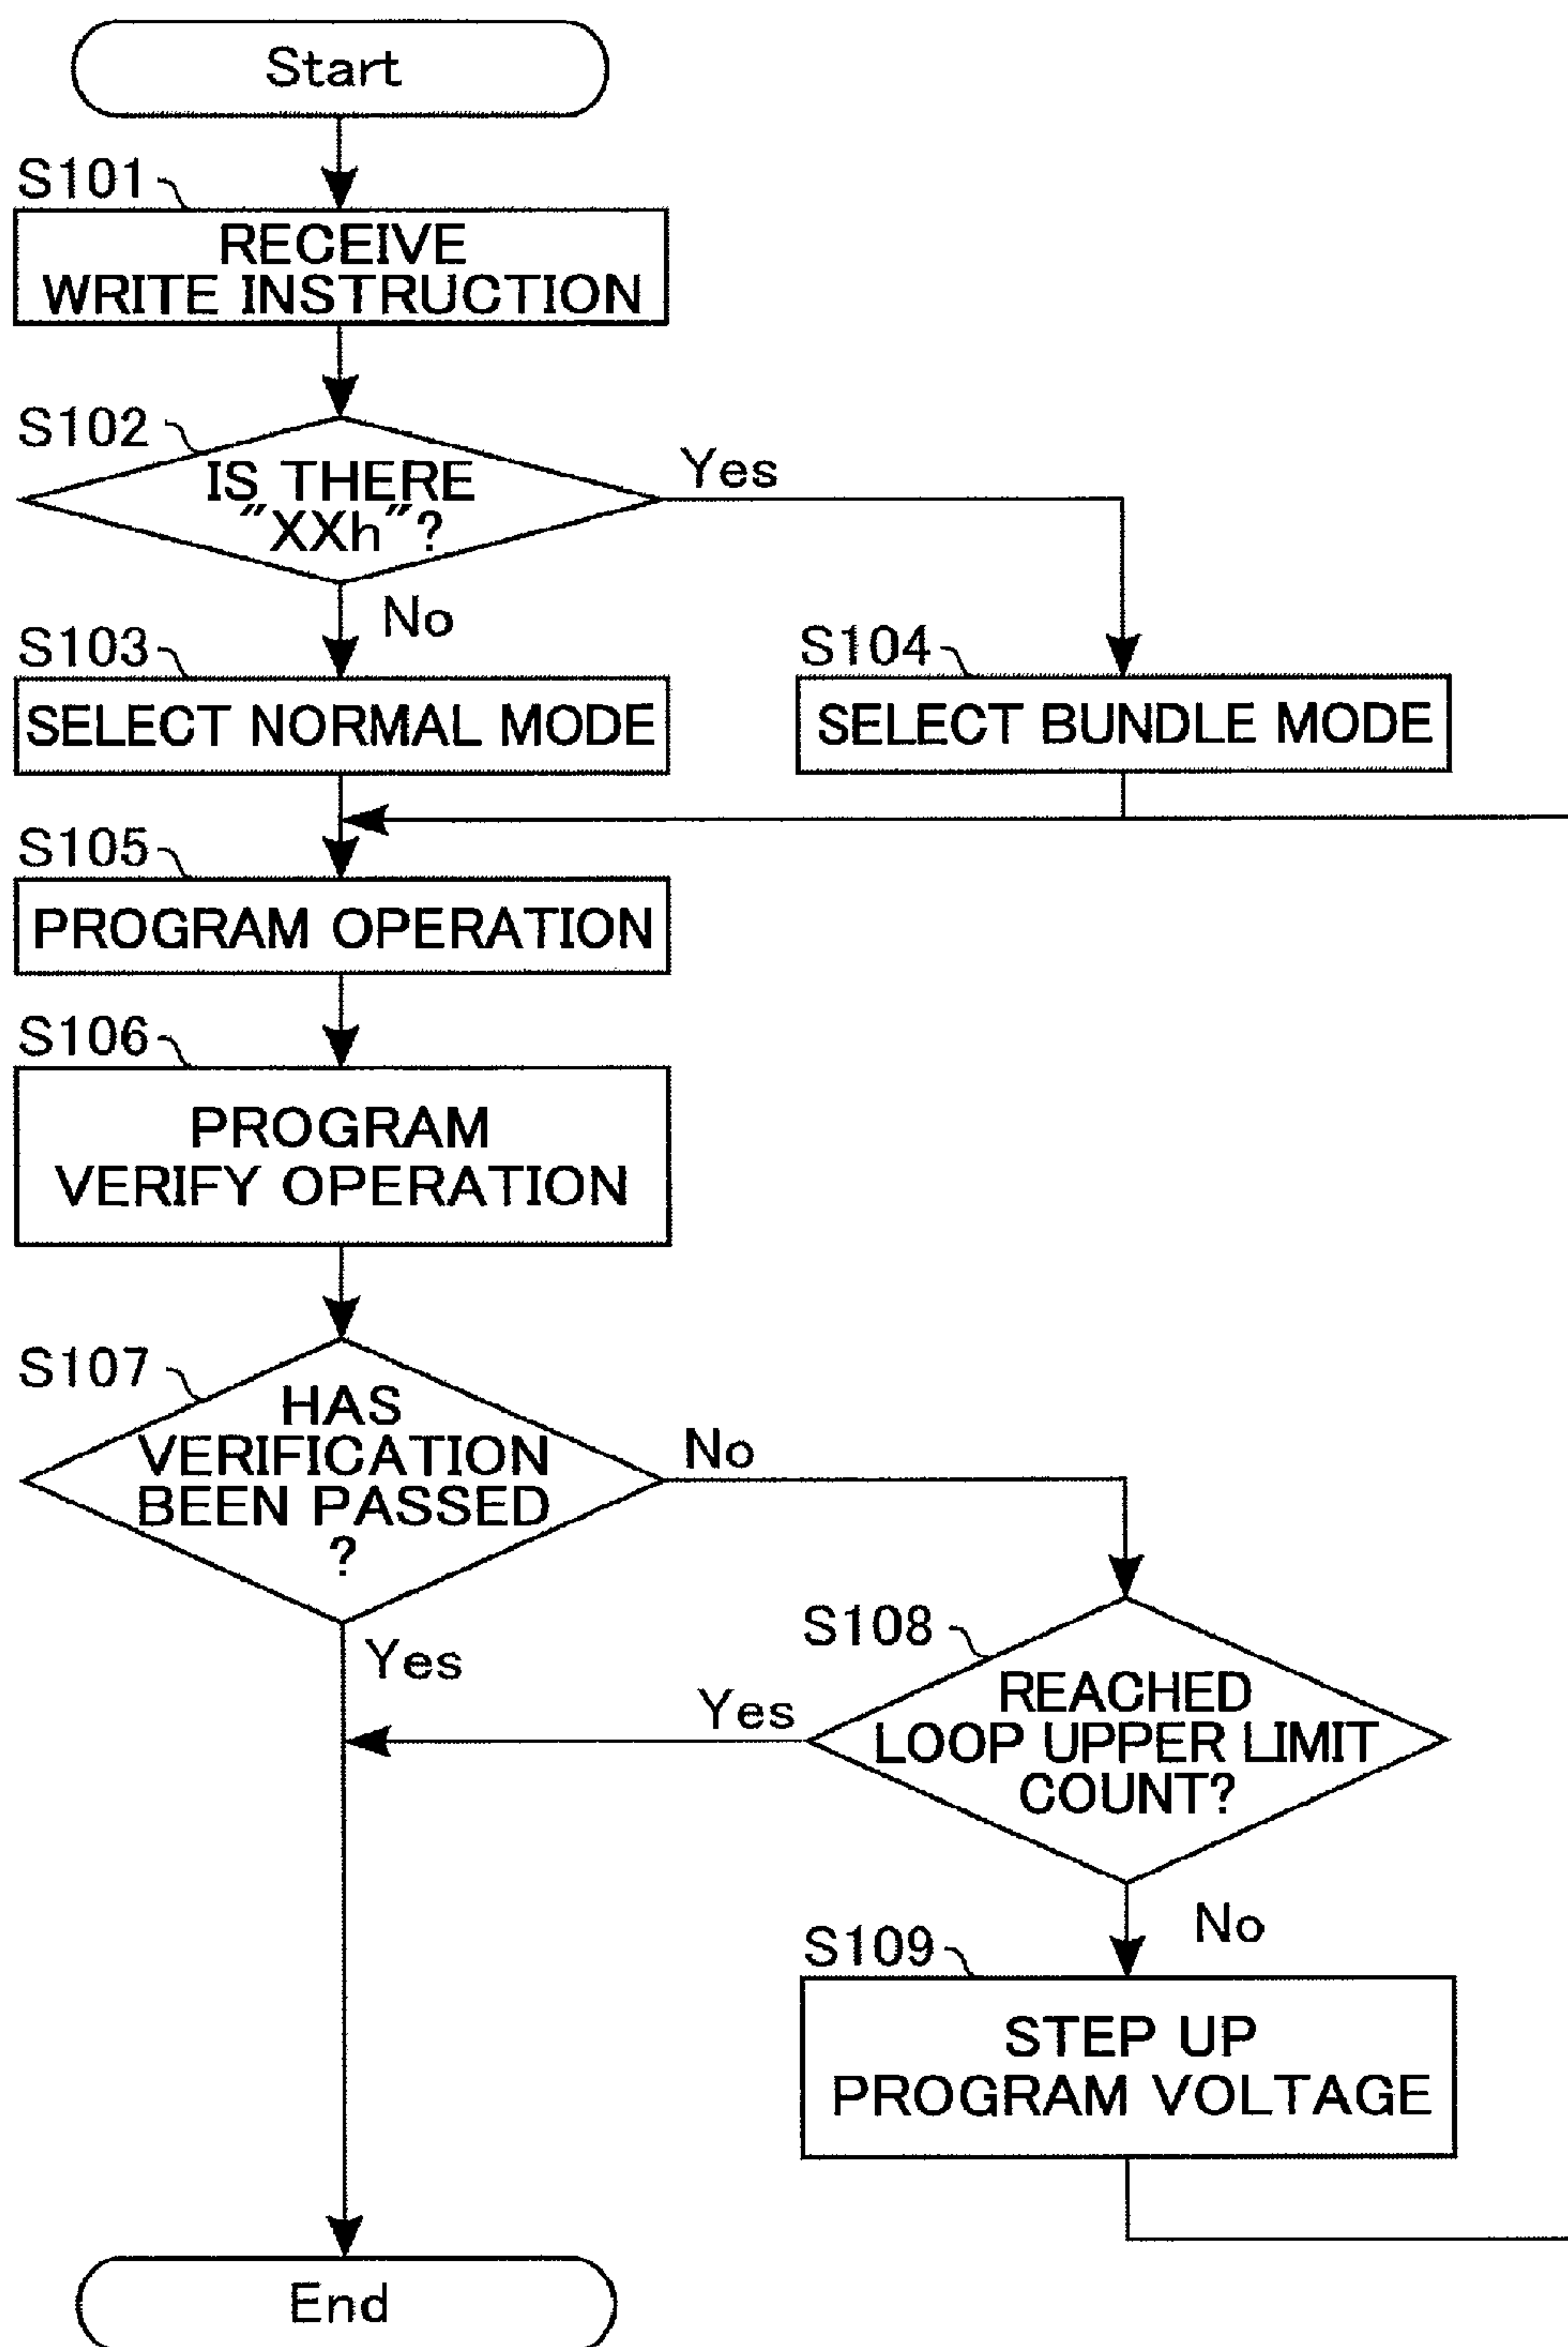 Start
S101
RECEIVE
WRITE INSTRUCTION
S102
IS THERE
"XXh"?
Yes
No
S103
SELECT NORMAL MODE
S104
SELECT BUNDLE MODE
S105
PROGRAM OPERATION
S106
PROGRAM
VERIFY OPERATION
S107
HAS
VERIFICATION
BEEN PASSED
?
No
Yes
S108
REACHED
LOOP UPPER LIMIT
COUNT?
Yes
No
S109
STEP UP
PROGRAM VOLTAGE
End